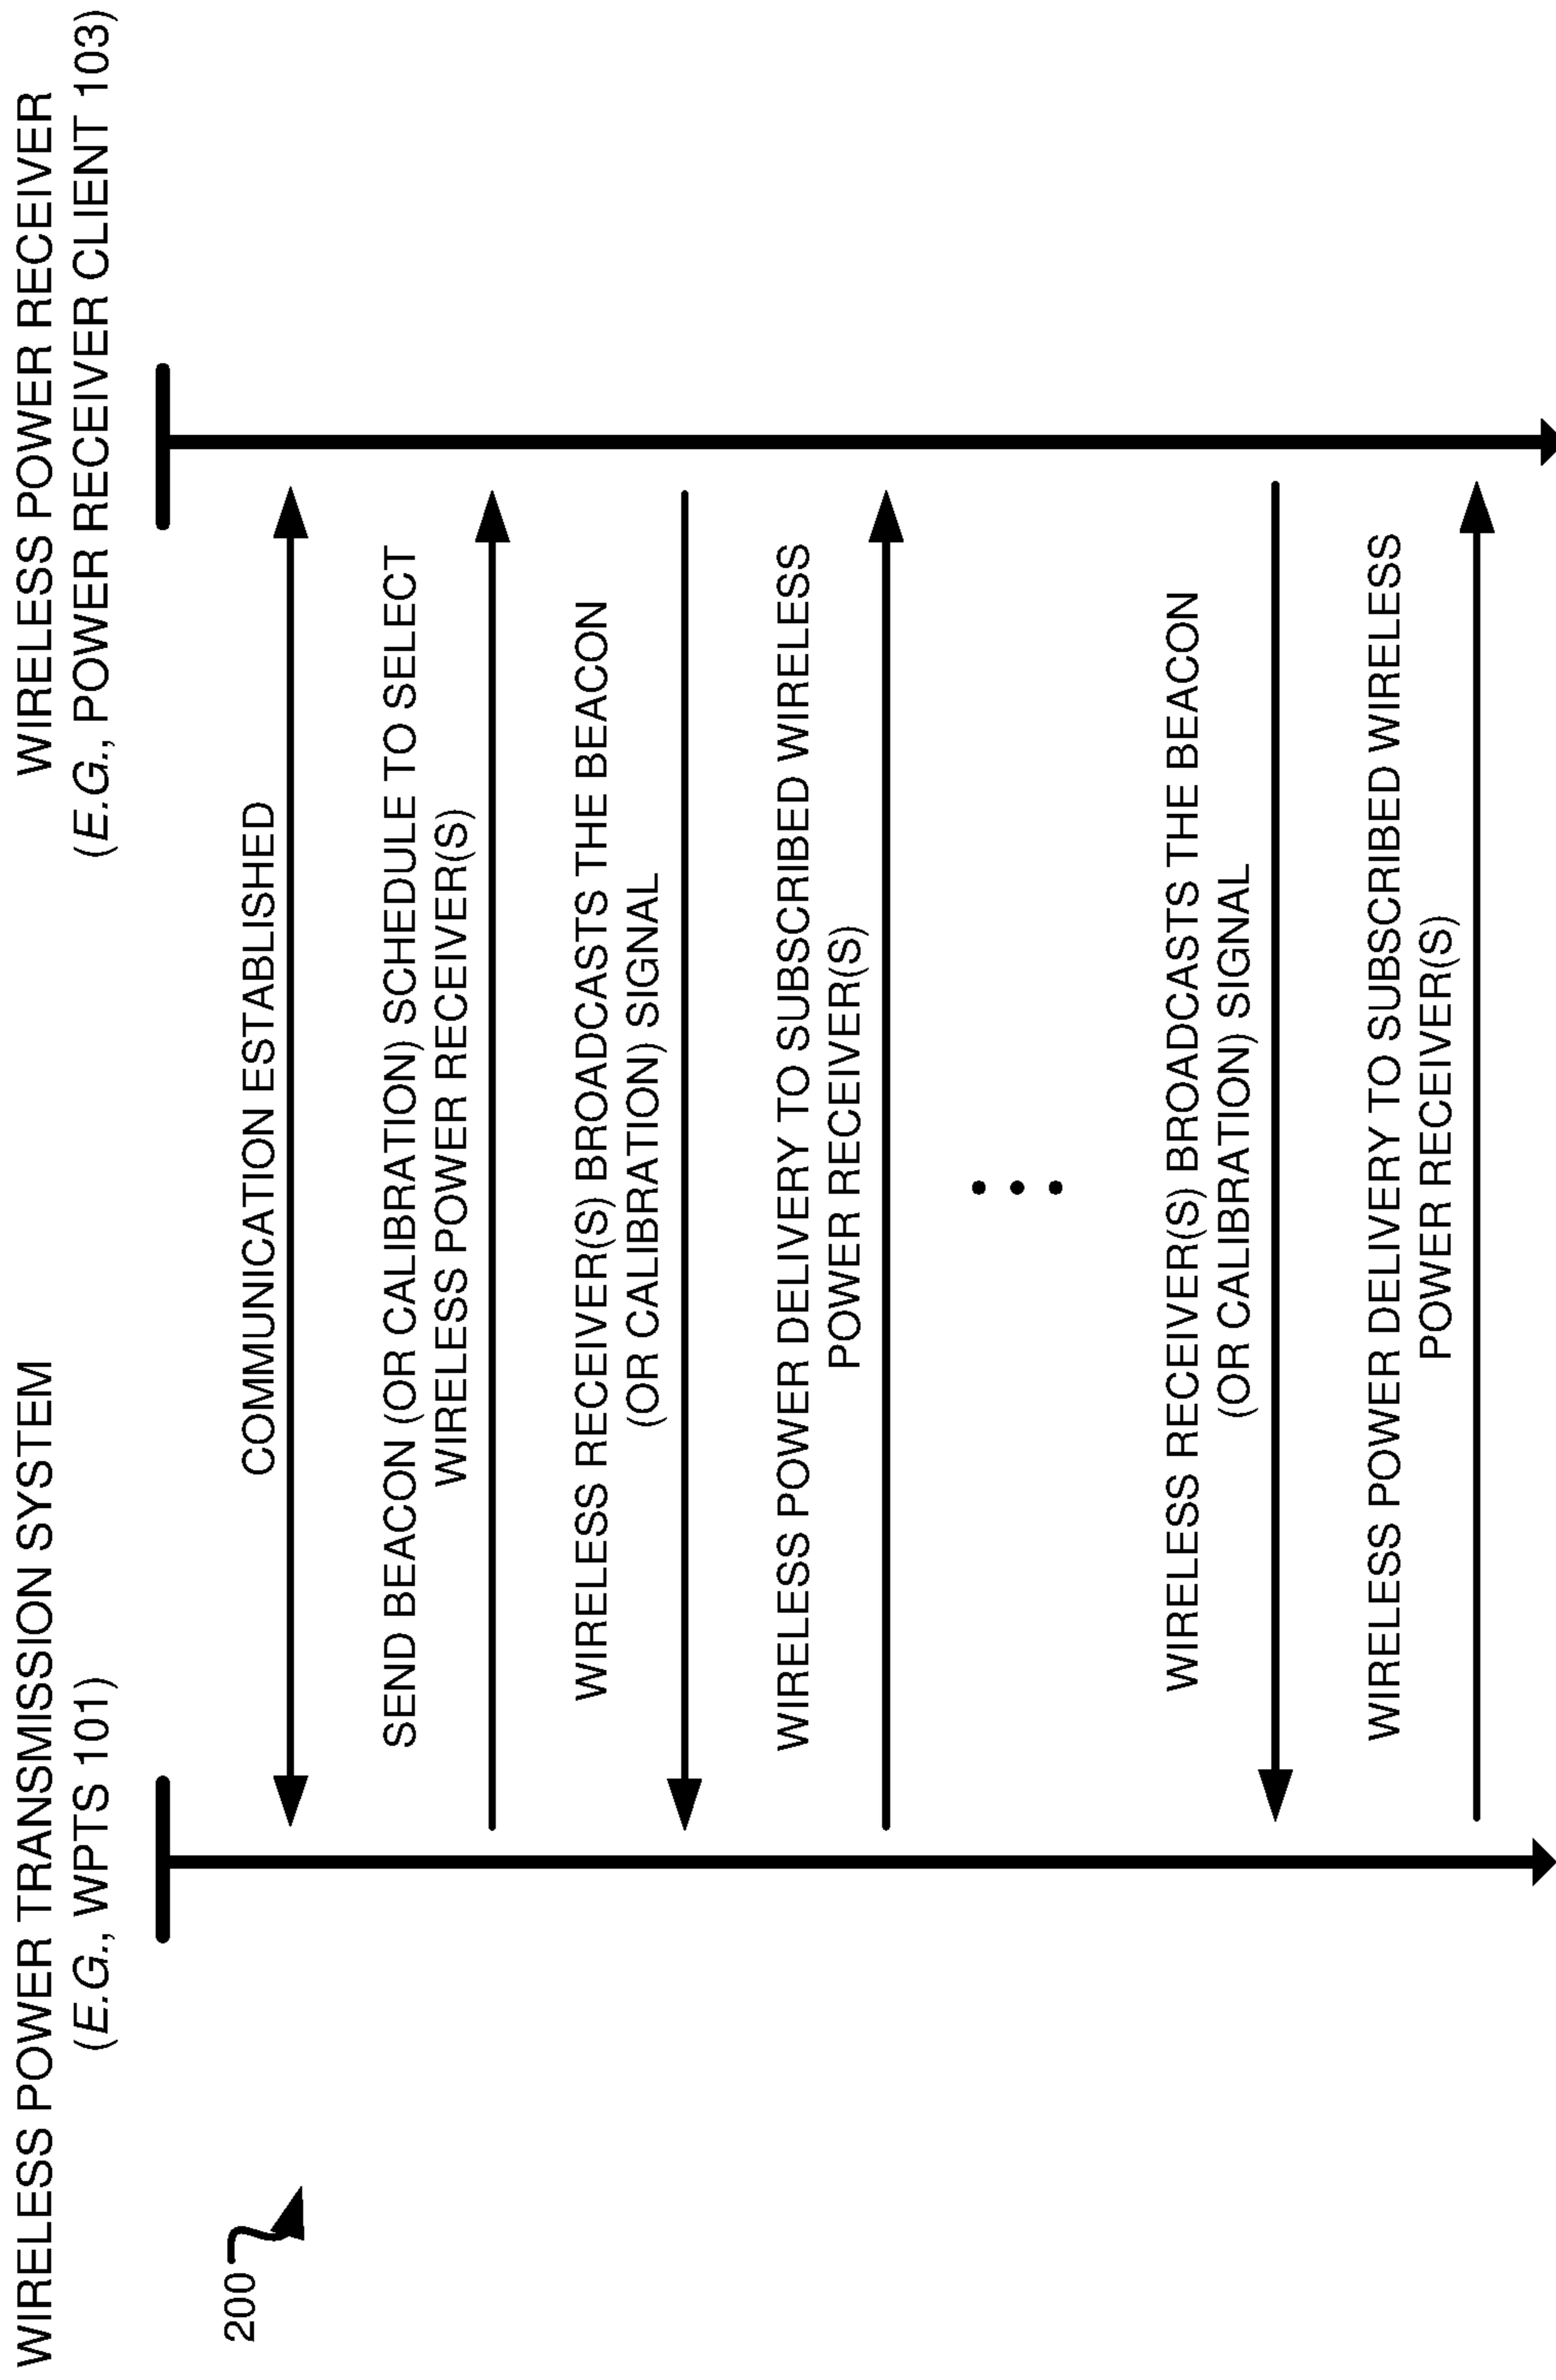 WIRELESS POWER TRANSMISSION SYSTEM
(E.G., WPTS 101)
WIRELESS POWER RECEIVER
(E.G., POWER RECEIVER CLIENT 103)
200
COMMUNICATION ESTABLISHED
SEND BEACON (OR CALIBRATION) SCHEDULE TO SELECT
WIRELESS POWER RECEIVER(S)
WIRELESS RECEIVER(S) BROADCASTS THE BEACON
(OR CALIBRATION) SIGNAL
WIRELESS POWER DELIVERY TO SUBSCRIBED WIRELESS
POWER RECEIVER(S)
WIRELESS RECEIVER(S) BROADCASTS THE BEACON
(OR CALIBRATION) SIGNAL
WIRELESS POWER DELIVERY TO SUBSCRIBED WIRELESS
POWER RECEIVER(S)